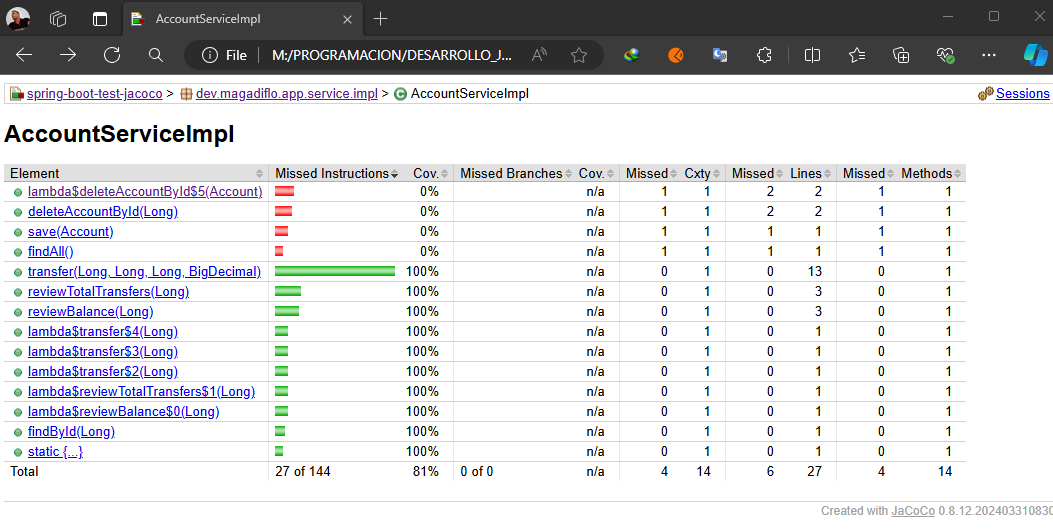 AccountServiceImpl
File M:/PROGRAMACION/DESARROLLO_J...
spring-boot-test-jacoco > dev.magadiflo.app.service.impl > AccountServiceImpl Sessions
AccountServiceImpl
Element Missed Instructions Cov. Missed Branches Cov. Missed Cxty Missed Lines Missed Methods
lambda$deleteAccountById$5(Account) 0% n/a 1 1 2 2 1 1
deleteAccountById(Long) 0% n/a 1 1 2 2 1 1
save(Account) 0% n/a 1 1 1 1 1 1
findAll() 0% n/a 1 1 1 1 1 1
transfer(Long, Long, Long, BigDecimal) 100% n/a 0 1 0 13 0 1
reviewTotalTransfers(Long) 100% n/a 0 1 0 3 0 1
reviewBalance(Long) 100% n/a 0 1 0 3 0 1
lambda$transfer$4(Long) 100% n/a 0 1 0 1 0 1
lambda$transfer$3(Long) 100% n/a 0 1 0 1 0 1
lambda$transfer$2(Long) 100% n/a 0 1 0 1 0 1
lambda$reviewTotalTransfers$1(Long) 100% n/a 0 1 0 1 0 1
lambda$reviewBalance$0(Long) 100% n/a 0 1 0 1 0 1
findById(Long) 100% n/a 0 1 0 1 0 1
static {...} 100% n/a 0 1 0 1 0 1
Total 27 of 144 81% 0 of 0 n/a 4 14 6 27 4 14
Created with JaCoCo 0.8.12.202403310830